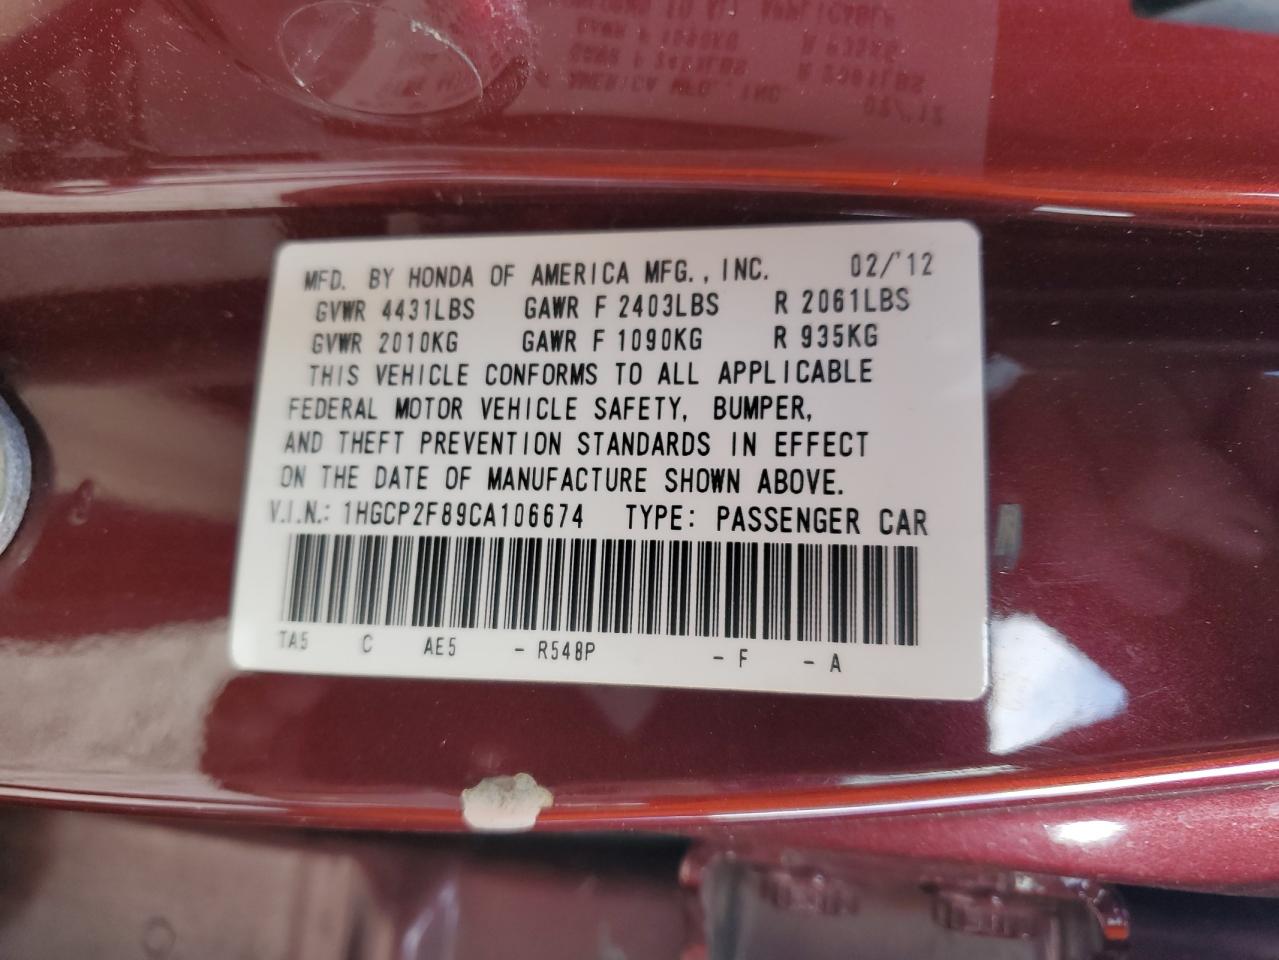 MFD. BY HONDA OF AMERICA MFG., INC. 02/'12
GVWR 4431LBS GAWR F 2403LBS R 2061LBS
GVWR 2010KG GAWR F 1090KG R 935KG
THIS VEHICLE CONFORMS TO ALL APPLICABLE
FEDERAL MOTOR VEHICLE SAFETY, BUMPER,
AND THEFT PREVENTION STANDARDS IN EFFECT
ON THE DATE OF MANUFACTURE SHOWN ABOVE.
V.I.N.: 1HGCP2F89CA106674 TYPE: PASSENGER CAR
TA5 C AE5 - R548P - F - A